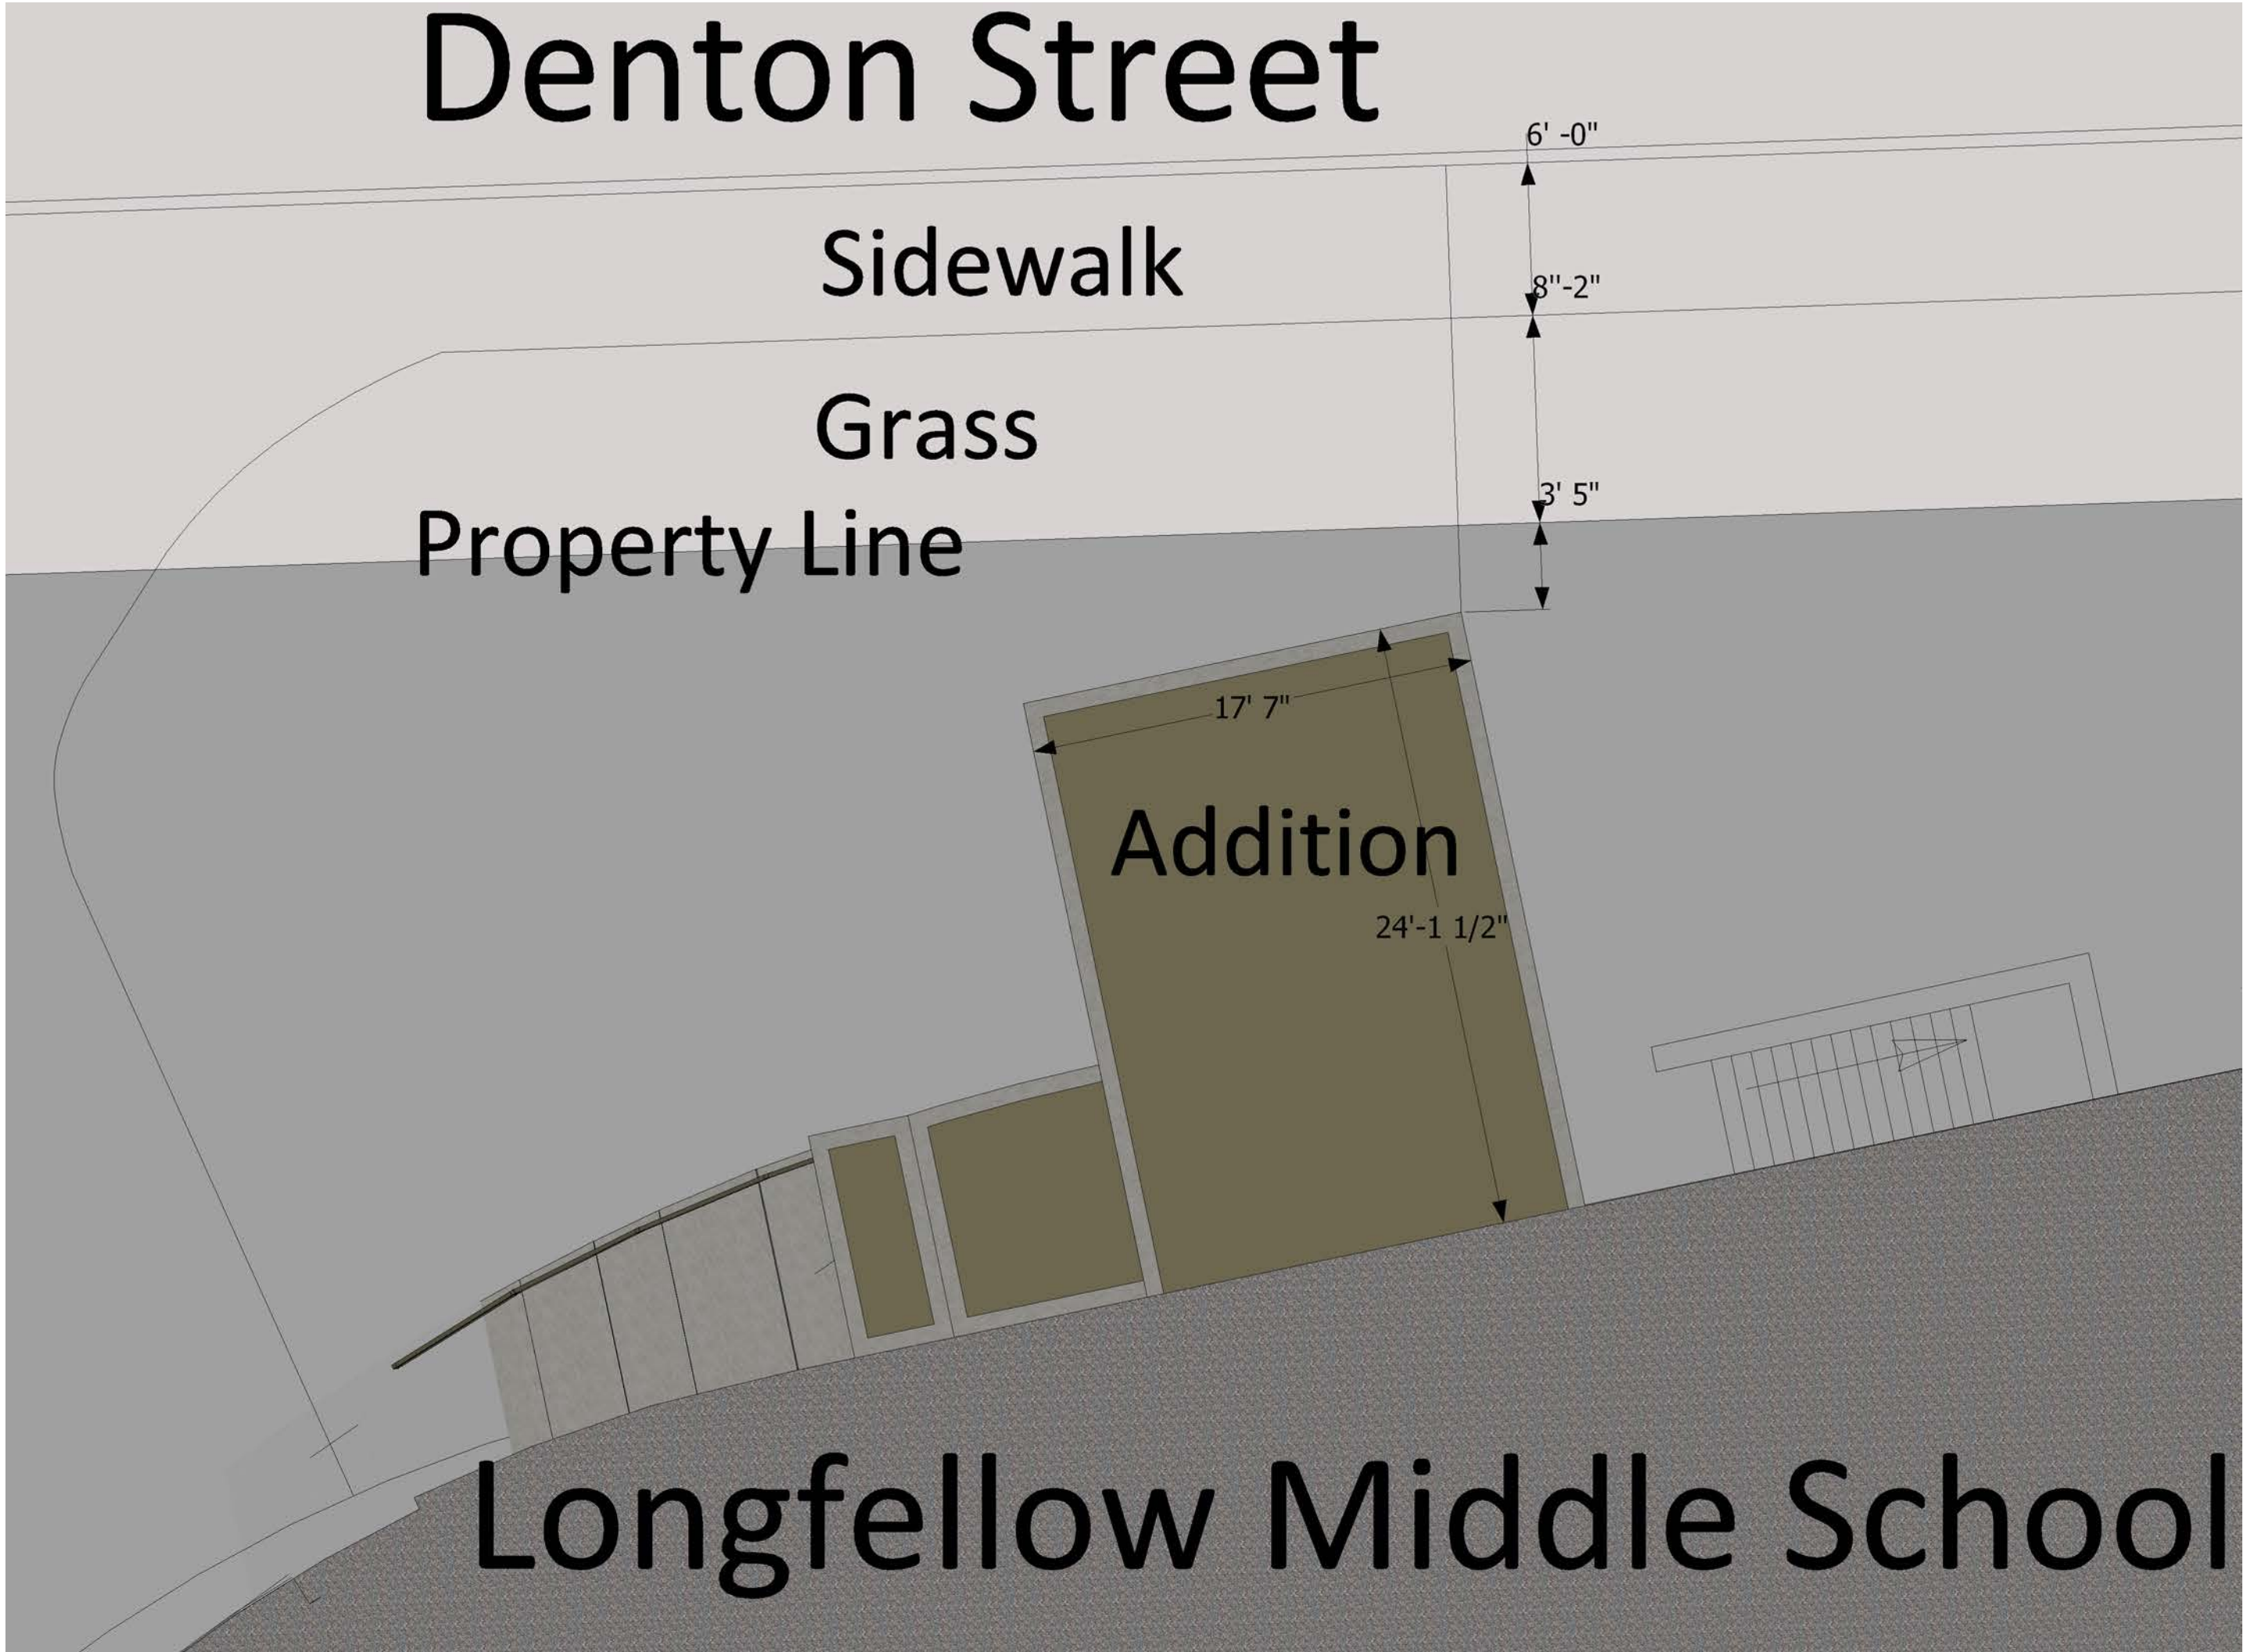 Denton Street
6' -0"
Sidewalk
8"-2"
Grass
3' 5"
Property Line
17' 7"
Addition
24'-1 1/2"
Longfellow Middle School